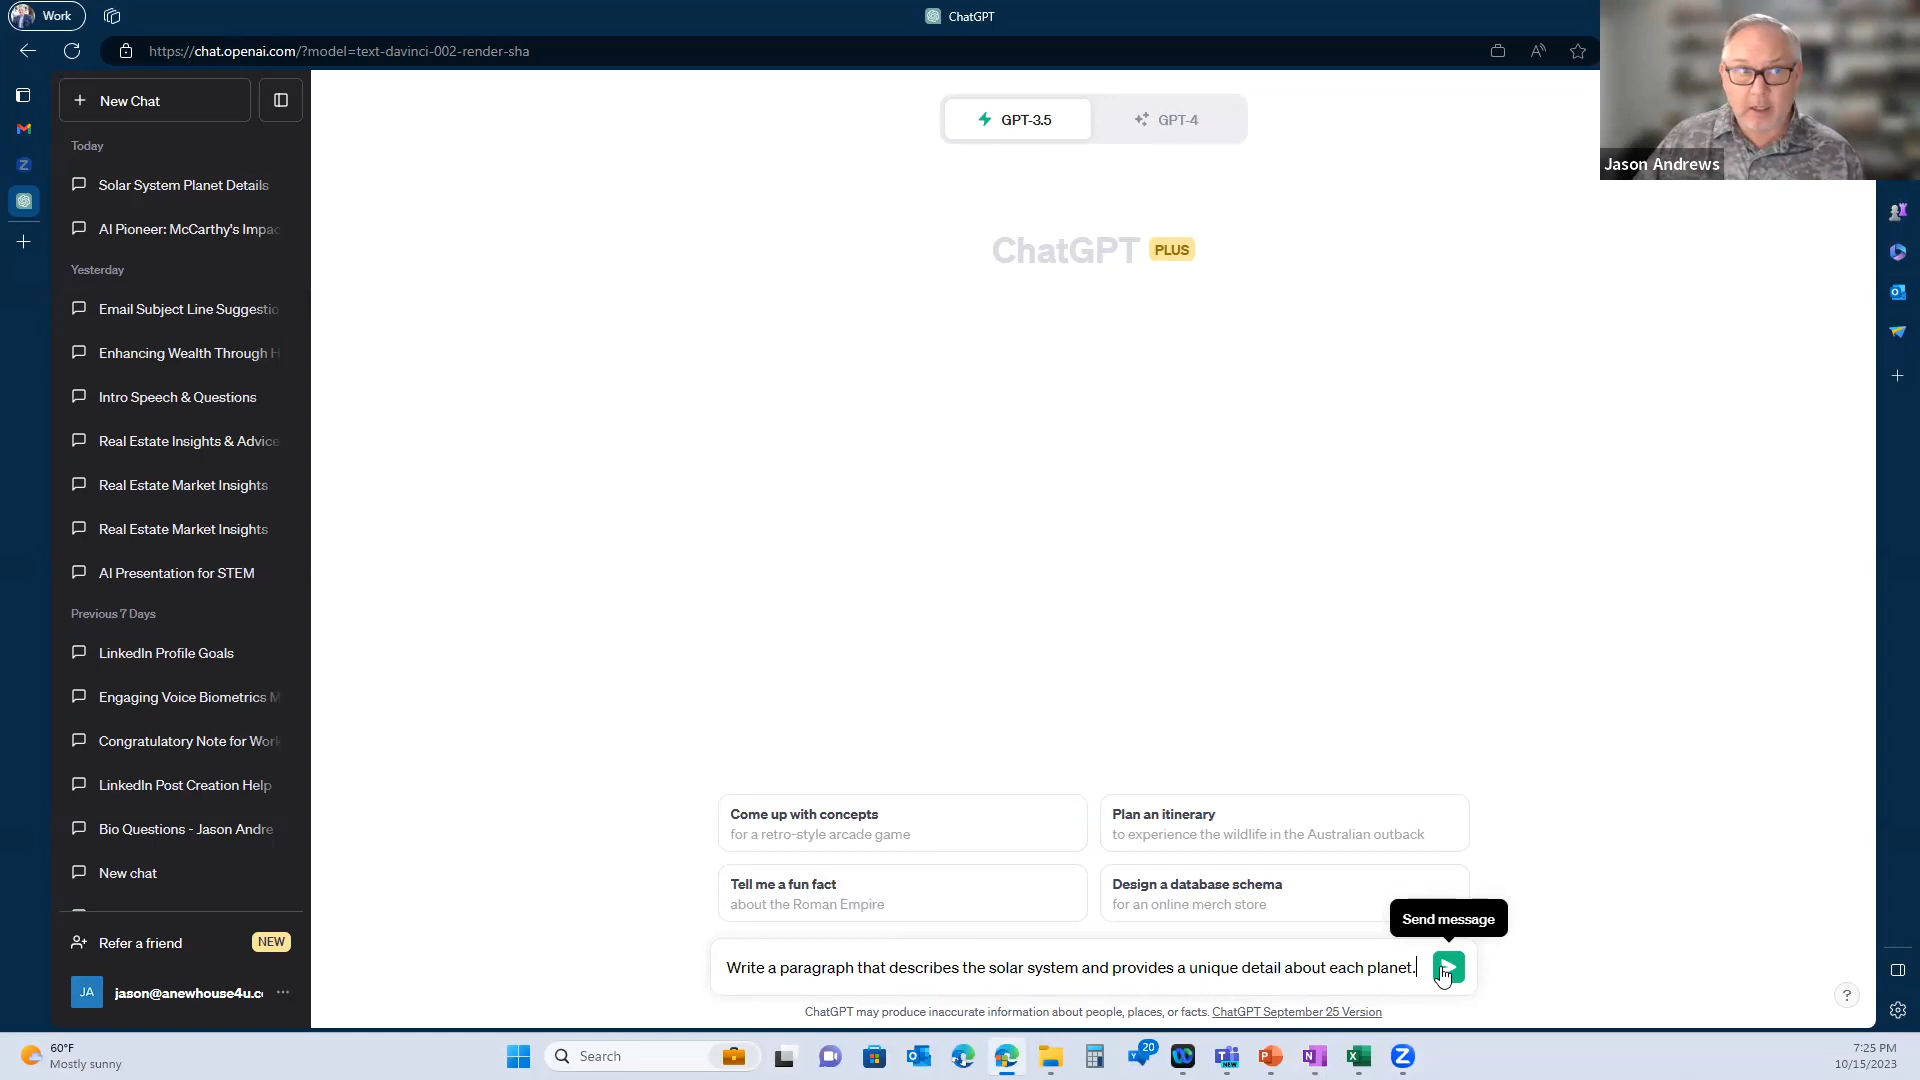 Work
ChatGPT
https://chat.openai.com/?model=text-davinci-002-render-sha
New Chat
GPT-3.5
GPT-4
Jason Andrews
Today
Solar System Planet Details
AI Pioneer: McCarthy's Impac
ChatGPT PLUS
Yesterday
Email Subject Line Suggestio
Enhancing Wealth Through H
Intro Speech & Questions
Real Estate Insights & Advice
Real Estate Market Insights
Real Estate Market Insights
AI Presentation for STEM
Previous 7 Days
LinkedIn Profile Goals
Engaging Voice Biometrics M
Congratulatory Note for Work
LinkedIn Post Creation Help
Bio Questions - Jason Andre
New chat
Come up with concepts
for a retro-style arcade game
Plan an itinerary
to experience the wildlife in the Australian outback
Tell me a fun fact
about the Roman Empire
Design a database schema
for an online merch store
Send message
Refer a friend
NEW
Write a paragraph that describes the solar system and provides a unique detail about each planet.
JA
jason@anewhouse4u.cc
?
ChatGPT may produce inaccurate information about people, places, or facts. ChatGPT September 25 Version
60°F
Mostly sunny
Search
20
NEW
7:25 PM
10/15/2023